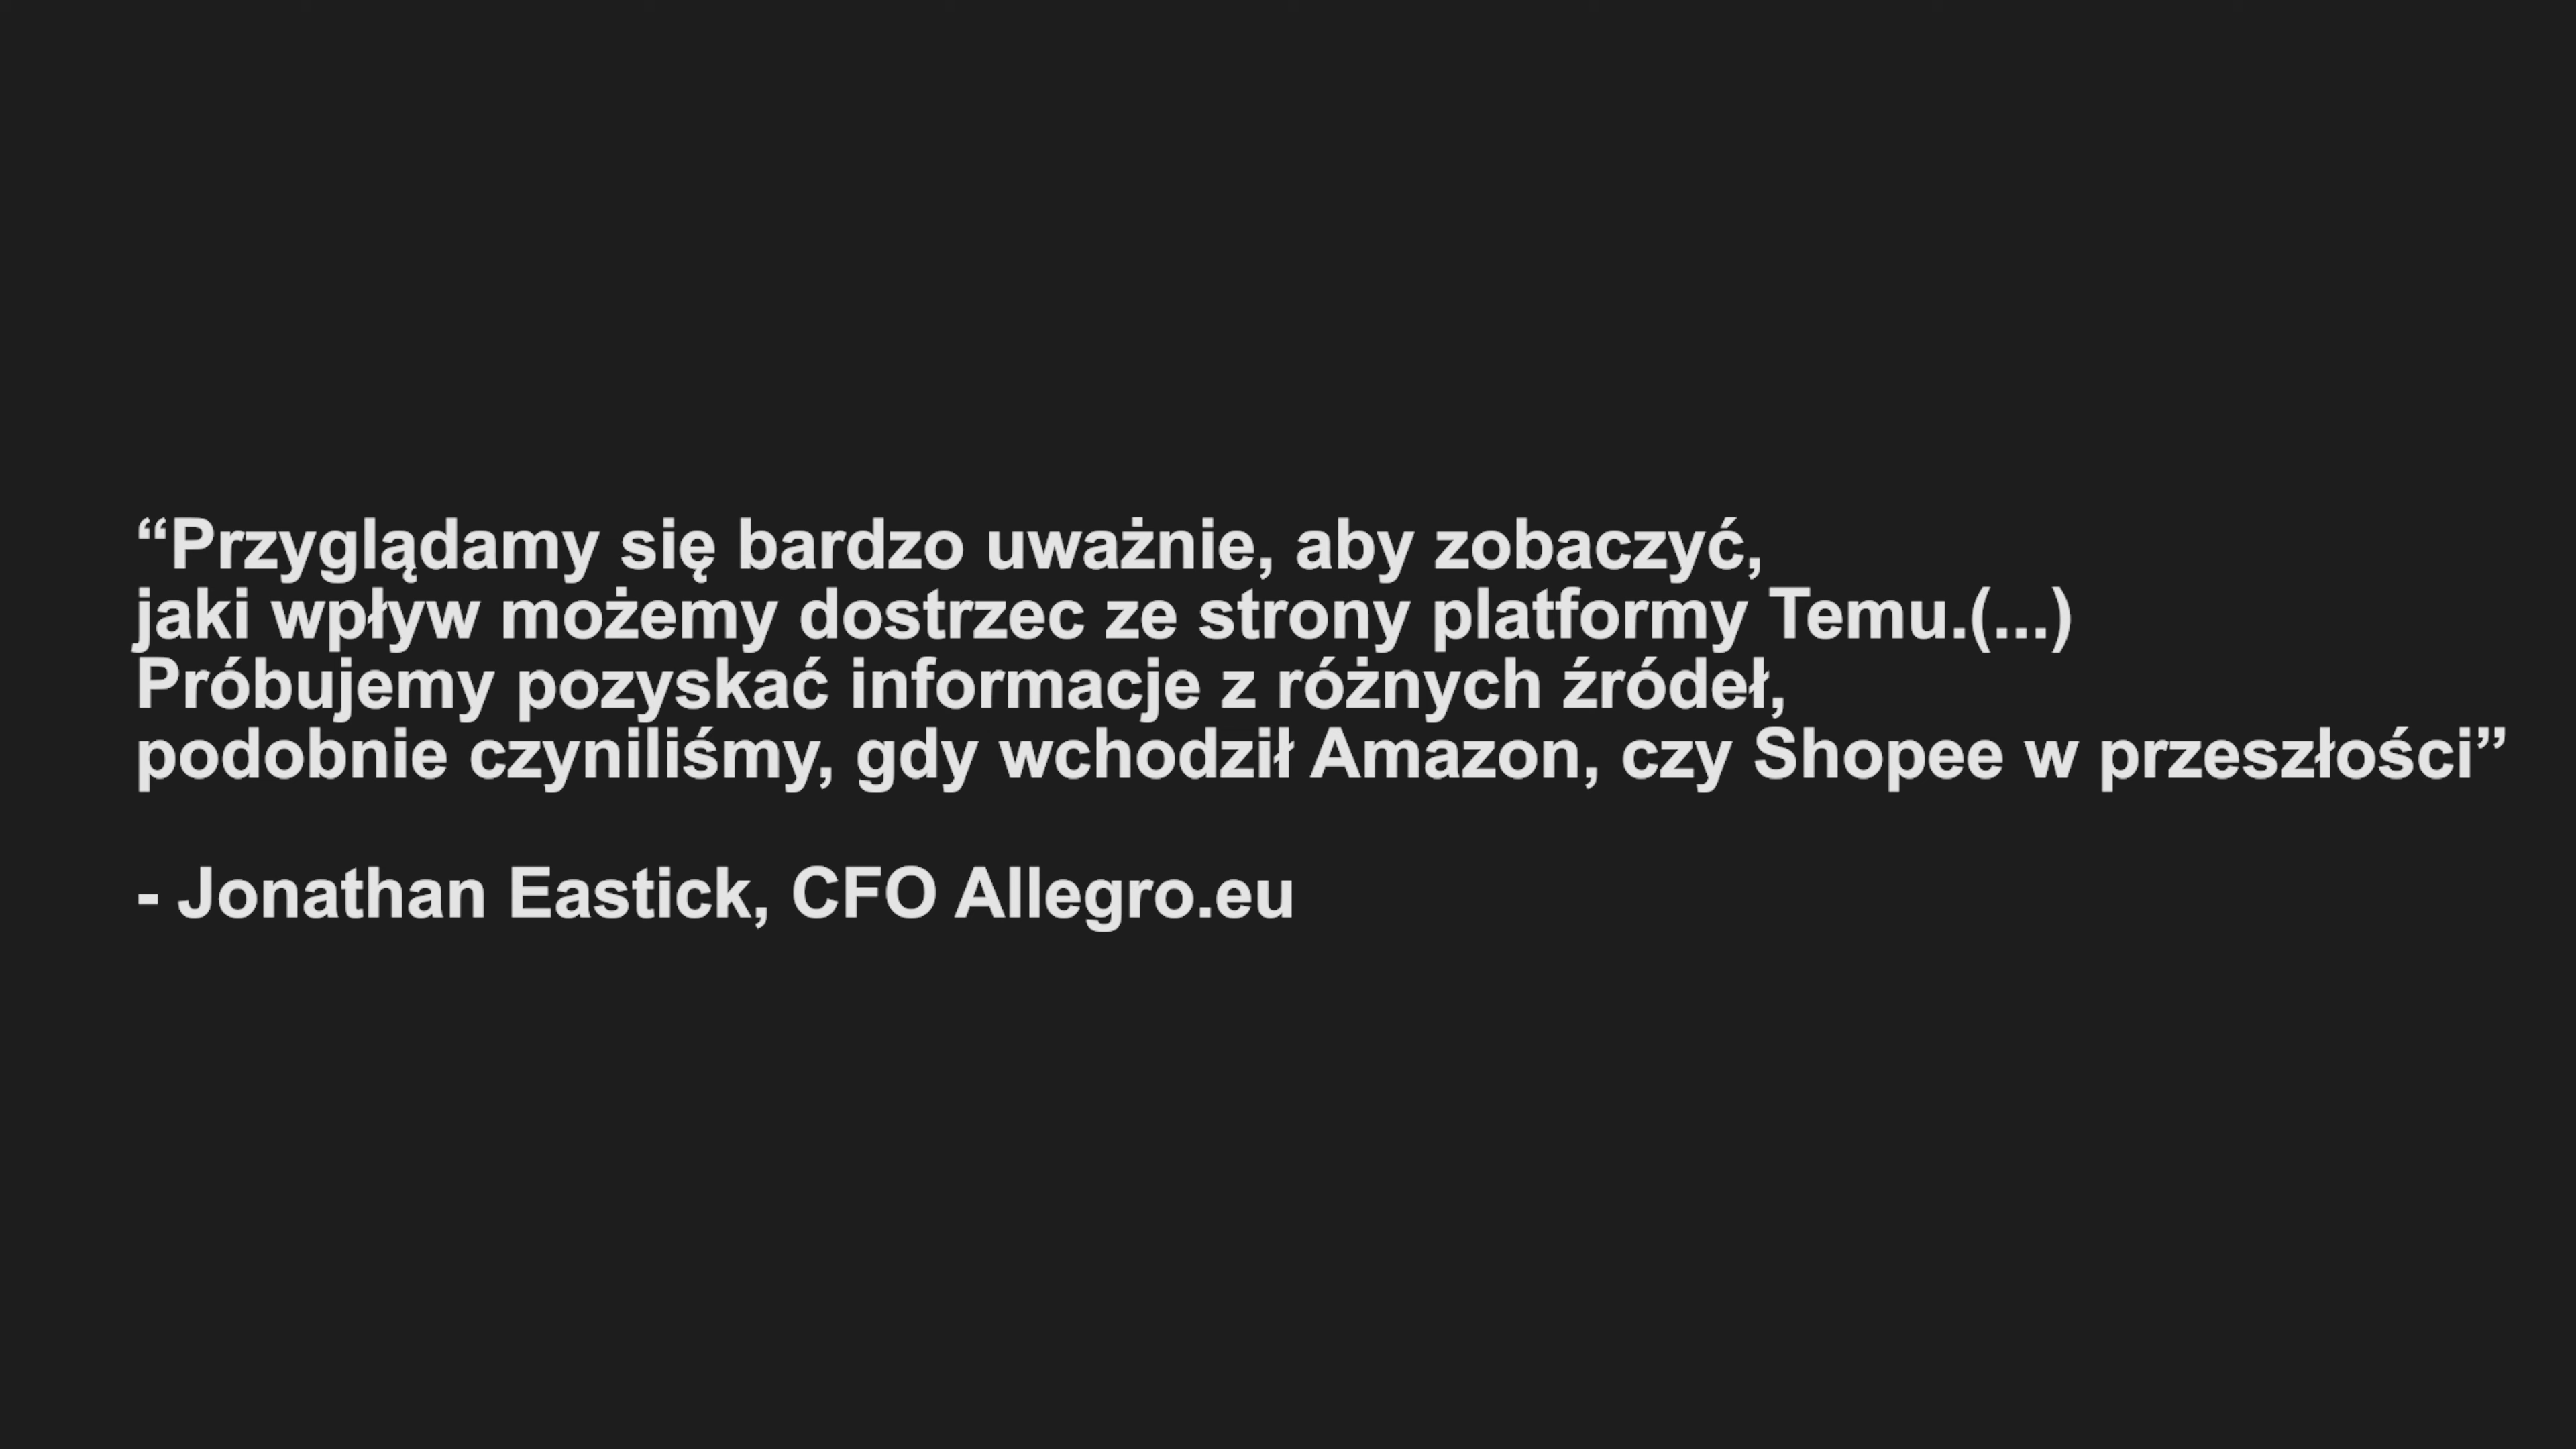 “Przyglądamy się bardzo uważnie, aby zobaczyć,
jaki wpływ możemy dostrzec ze strony platformy Temu.(...)
Próbujemy pozyskać informacje z różnych źródeł,
podobnie czyniliśmy, gdy wchodził Amazon, czy Shopee w przeszłości”
- Jonathan Eastick, CFO Allegro.eu